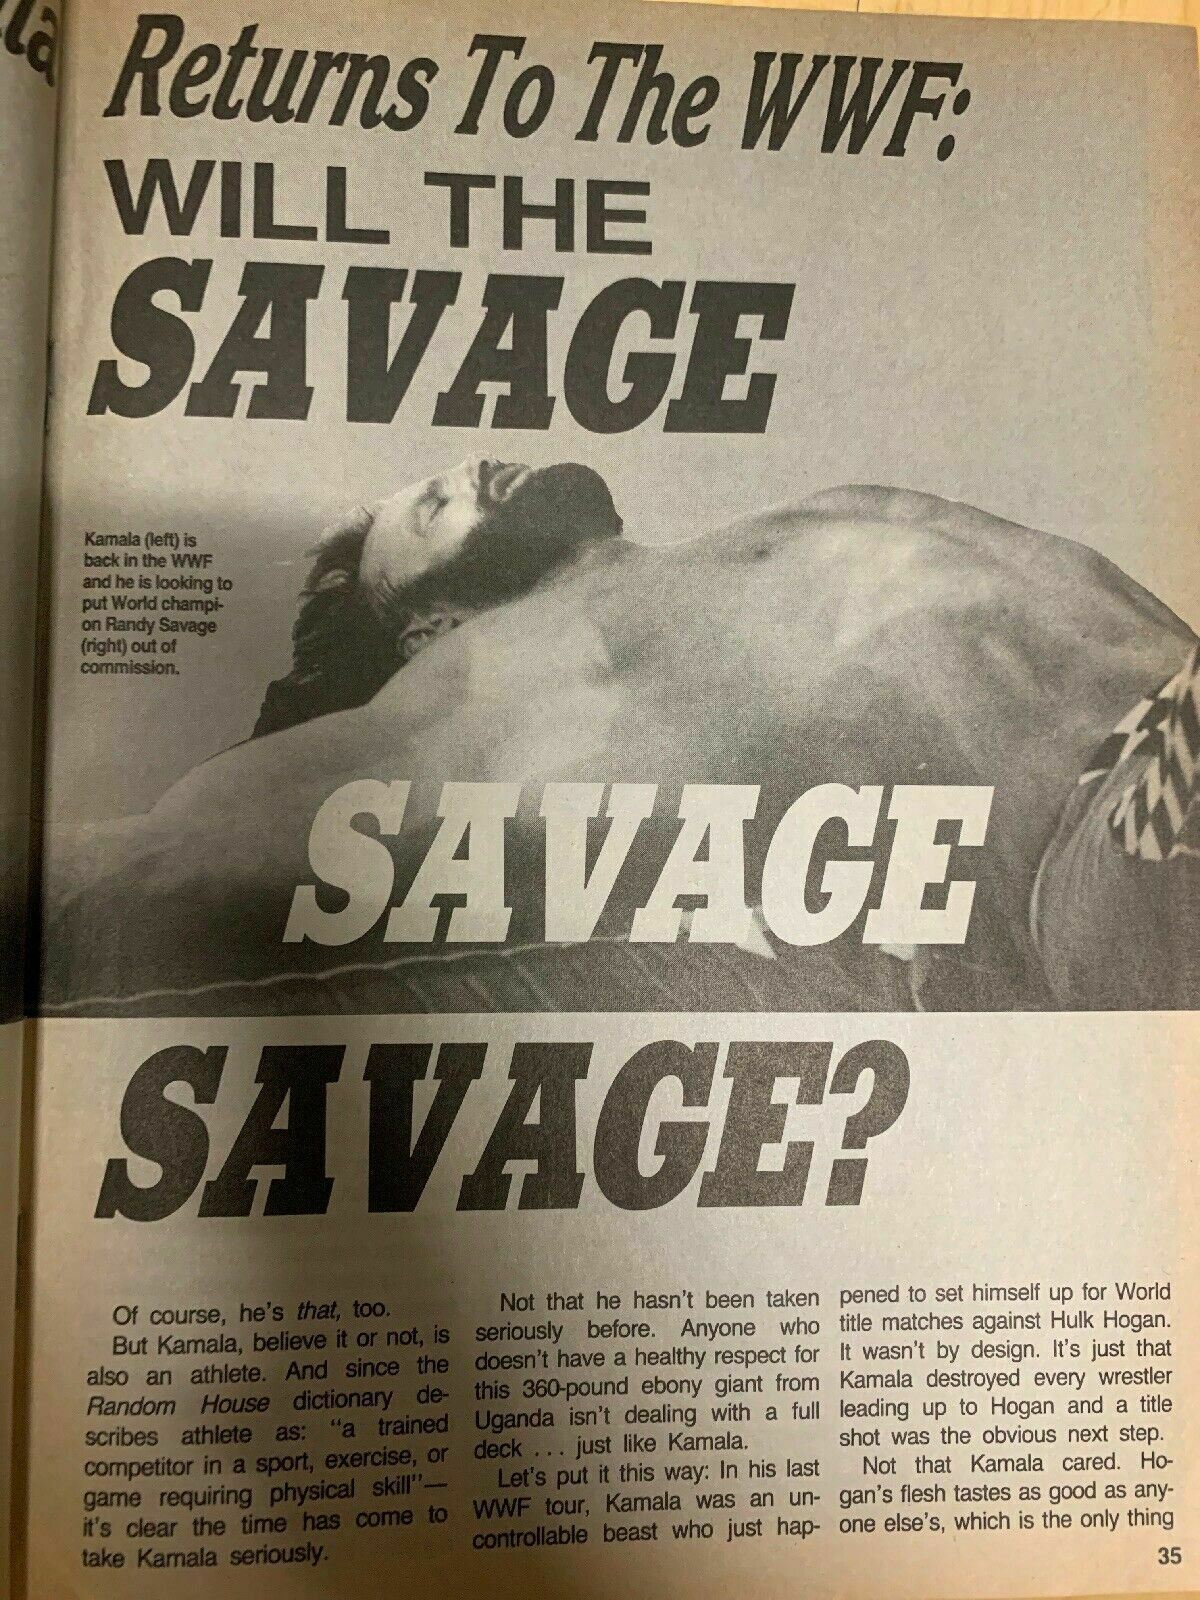 la
Returns To The WWF:
WILL THE
SAVAGE
Kamala (left) is
back in the WWF
and he is looking to
put World champi-
on Randy Savage
(right) out of
commission.
SAVAGE
SAVAGE?
Of course, he's that, too.
But Kamala, believe it or not, is
also an athlete. And since the
Random House dictionary de-
scribes athlete as: "a trained
competitor in a sport, exercise, or
game requiring physical skill"—
it's clear the time has come to
take Kamala seriously.
Not that he hasn't been taken
seriously before. Anyone who
doesn't have a healthy respect for
this 360-pound ebony giant from
Uganda isn't dealing with a full
deck . . . just like Kamala.
Let's put it this way: In his last
WWF tour, Kamala was an un-
controllable beast who just hap-
pened to set himself up for World
title matches against Hulk Hogan.
It wasn't by design. It's just that
Kamala destroyed every wrestler
leading up to Hogan and a title
shot was the obvious next step.
Not that Kamala cared. Ho-
gan's flesh tastes as good as any-
one else's, which is the only thing
35